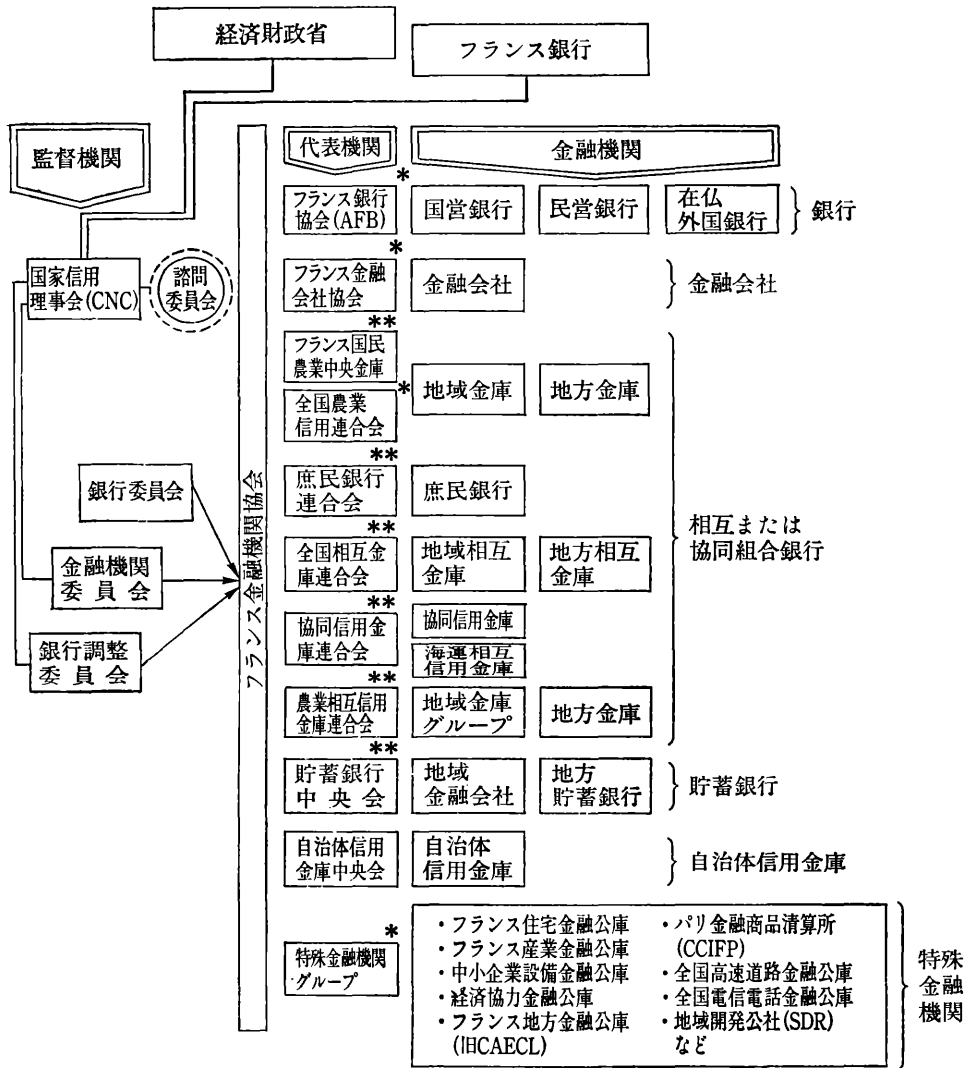 経済財政省
フランス銀行
監督機関
代表機関
金融機関
*
フランス銀行
協会(AFB)
国営銀行
民営銀行
在仏
外国銀行
銀行
国家信用
理事会(CNC)
諮問
委員会
*
フランス金融
会社協会
金融会社
金融会社
**
フランス国民
農業中央金庫
*
全国農業
信用連合会
地域金庫
地方金庫
**
庶民銀行
連合会
庶民銀行
**
全国相互金
庫連合会
地域相互
金庫
地方相互
金庫
**
協同信用金
庫連合会
協同信用金庫
海運相互
信用金庫
**
農業相互信用
金庫連合会
地域金庫
グループ
地方金庫
相互または
協同組合銀行
銀行委員会
金融機関
委員会
銀行調整
委員会
フランス金融機関協会
**
貯蓄銀行
中央会
地域
金融会社
地方
貯蓄銀行
貯蓄銀行
自治体信用
金庫中央会
自治体
信用金庫
自治体信用金庫
*
特殊金融機関
グループ
・フランス住宅金融公庫
・フランス産業金融公庫
・中小企業設備金融公庫
・経済協力金融公庫
・フランス地方金融公庫
(旧CAECL)
・パリ金融商品清算所
(CCIFP)
・全国高速道路金融公庫
・全国電信電話金融公庫
・地域開発公社(SDR)
など
特殊
金融
機関